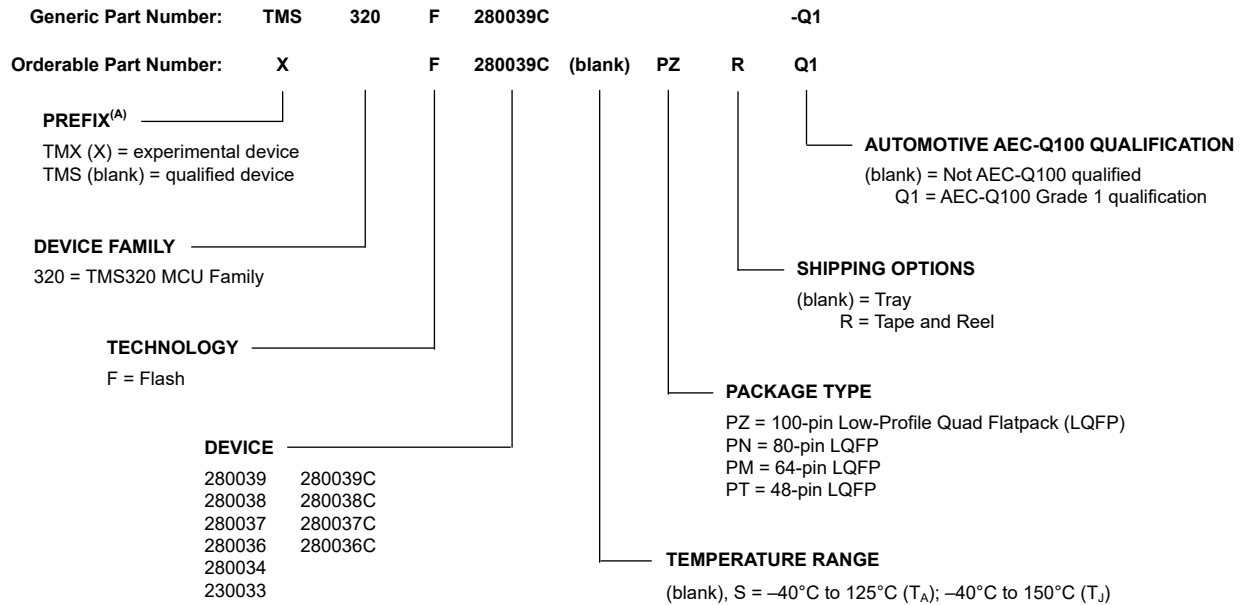 Generic Part Number: TMS 320 F 280039C -Q1
Orderable Part Number: X F 280039C (blank) PZ R Q1
PREFIX(A)
TMX (X) = experimental device
TMS (blank) = qualified device
AUTOMOTIVE AEC-Q100 QUALIFICATION
(blank) = Not AEC-Q100 qualified
Q1 = AEC-Q100 Grade 1 qualification
DEVICE FAMILY
320 = TMS320 MCU Family
SHIPPING OPTIONS
(blank) = Tray
R = Tape and Reel
TECHNOLOGY
F = Flash
PACKAGE TYPE
PZ = 100-pin Low-Profile Quad Flatpack (LQFP)
PN = 80-pin LQFP
PM = 64-pin LQFP
PT = 48-pin LQFP
DEVICE
280039 280039C
280038 280038C
280037 280037C
280036 280036C
280034
230033
TEMPERATURE RANGE
(blank), S = –40°C to 125°C (TA); –40°C to 150°C (TJ)